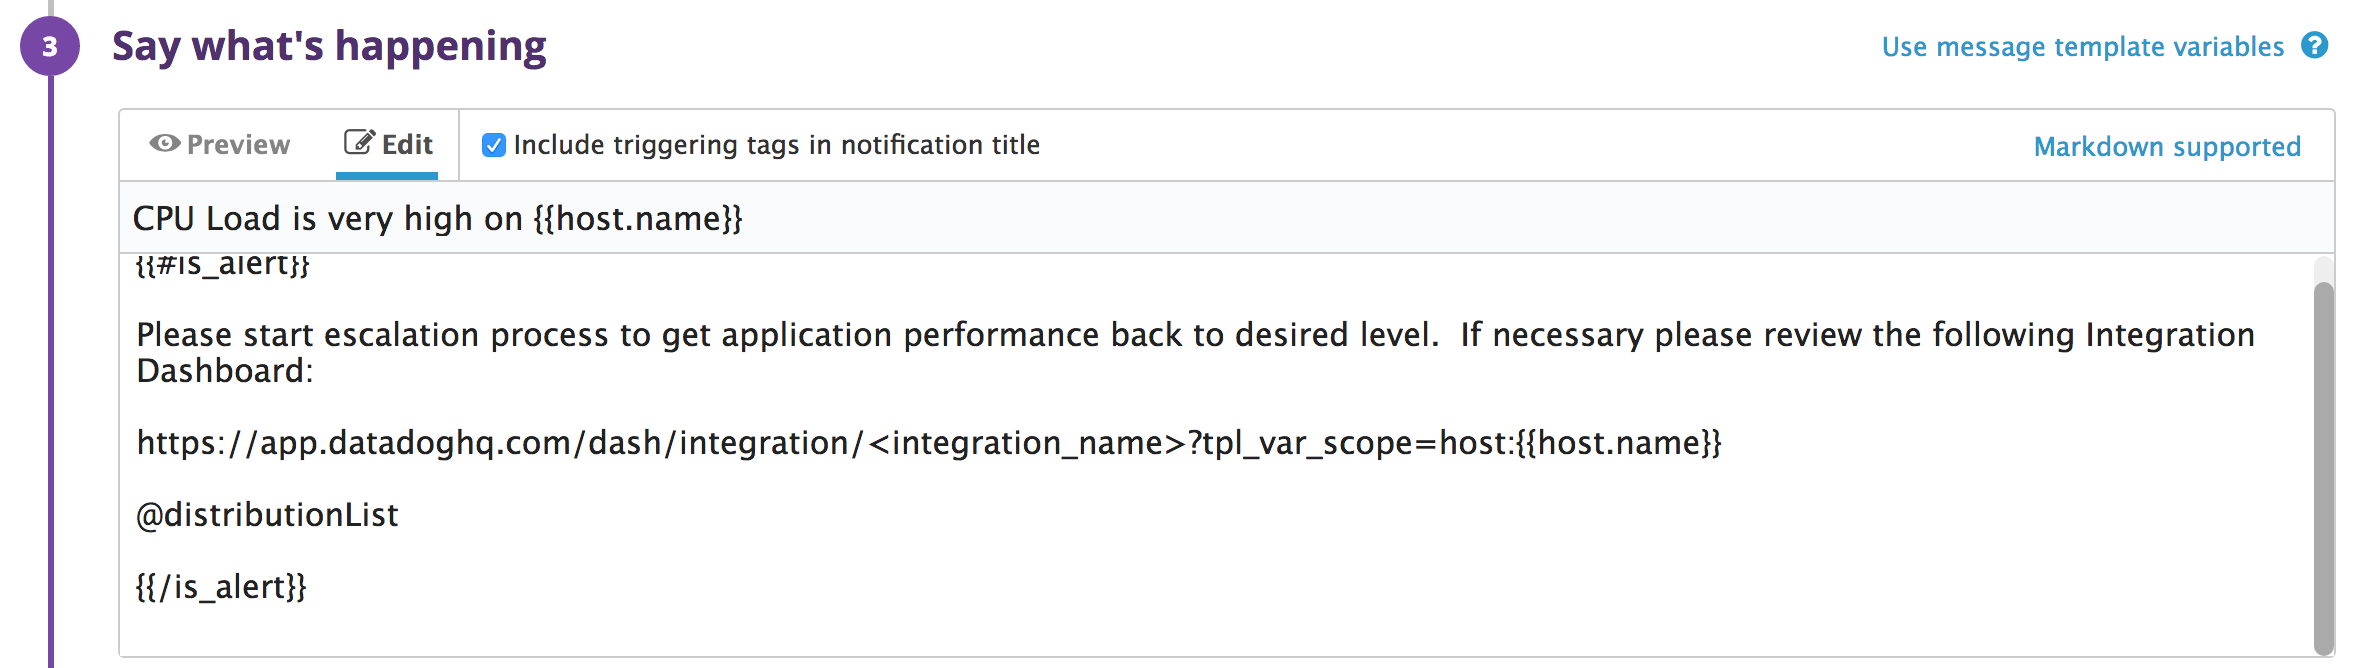 3
Say what's happening
Use message template variables ?
Preview
Edit
Include triggering tags in notification title
Markdown supported
CPU Load is very high on {{host.name}}
{{#is_alert}}
Please start escalation process to get application performance back to desired level.  If necessary please review the following Integration
Dashboard:
https://app.datadoghq.com/dash/integration/<integration_name>?tpl_var_scope=host:{{host.name}}
@distributionList
{{/is_alert}}